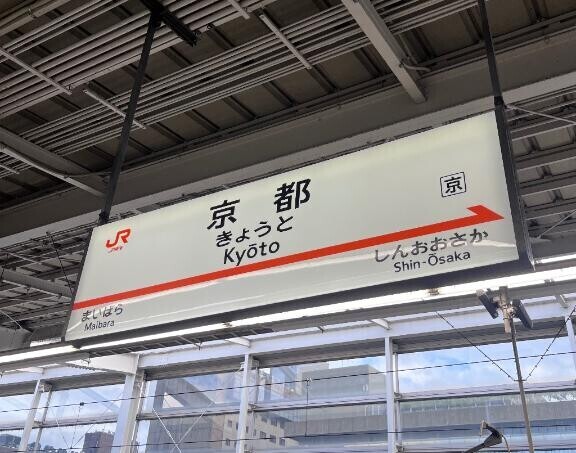 京都
京
きょうと
Kyōto
JR
しんおおさか
Shin-Ōsaka
まいばら
Maibara